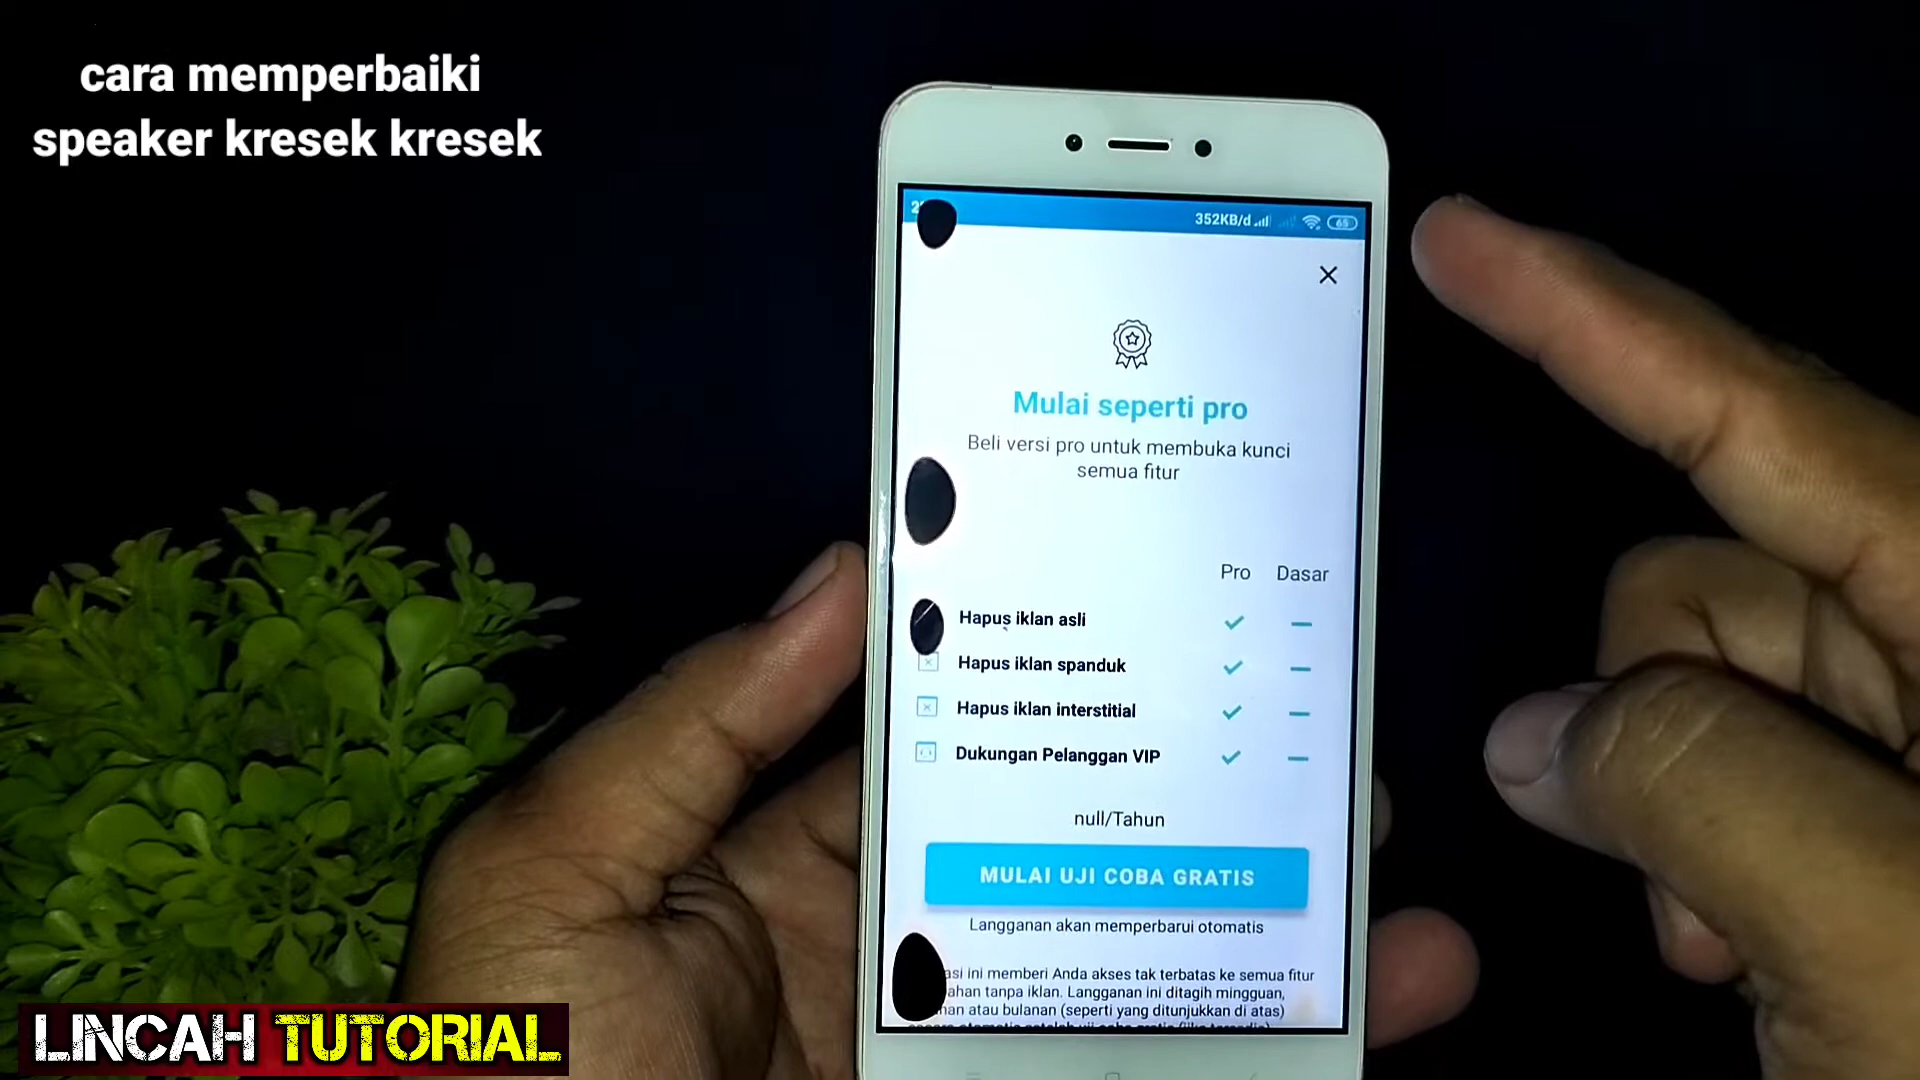 cara memperbaiki
speaker kresek kresek
352KB/d
65
Mulai seperti pro
Beli versi pro untuk membuka kunci
semua fitur
Pro Dasar
Hapus iklan asli
Hapus iklan spanduk
Hapus iklan interstitial
Dukungan Pelanggan VIP
null/Tahun
MULAI UJI COBA GRATIS
Langganan akan memperbarui otomatis
ini memberi Anda akses tak terbatas ke semua fitur
tanpa iklan. Langganan ini ditagih mingguan,
atau bulanan (seperti yang ditunjukkan di atas)
LINCAH TUTORIAL